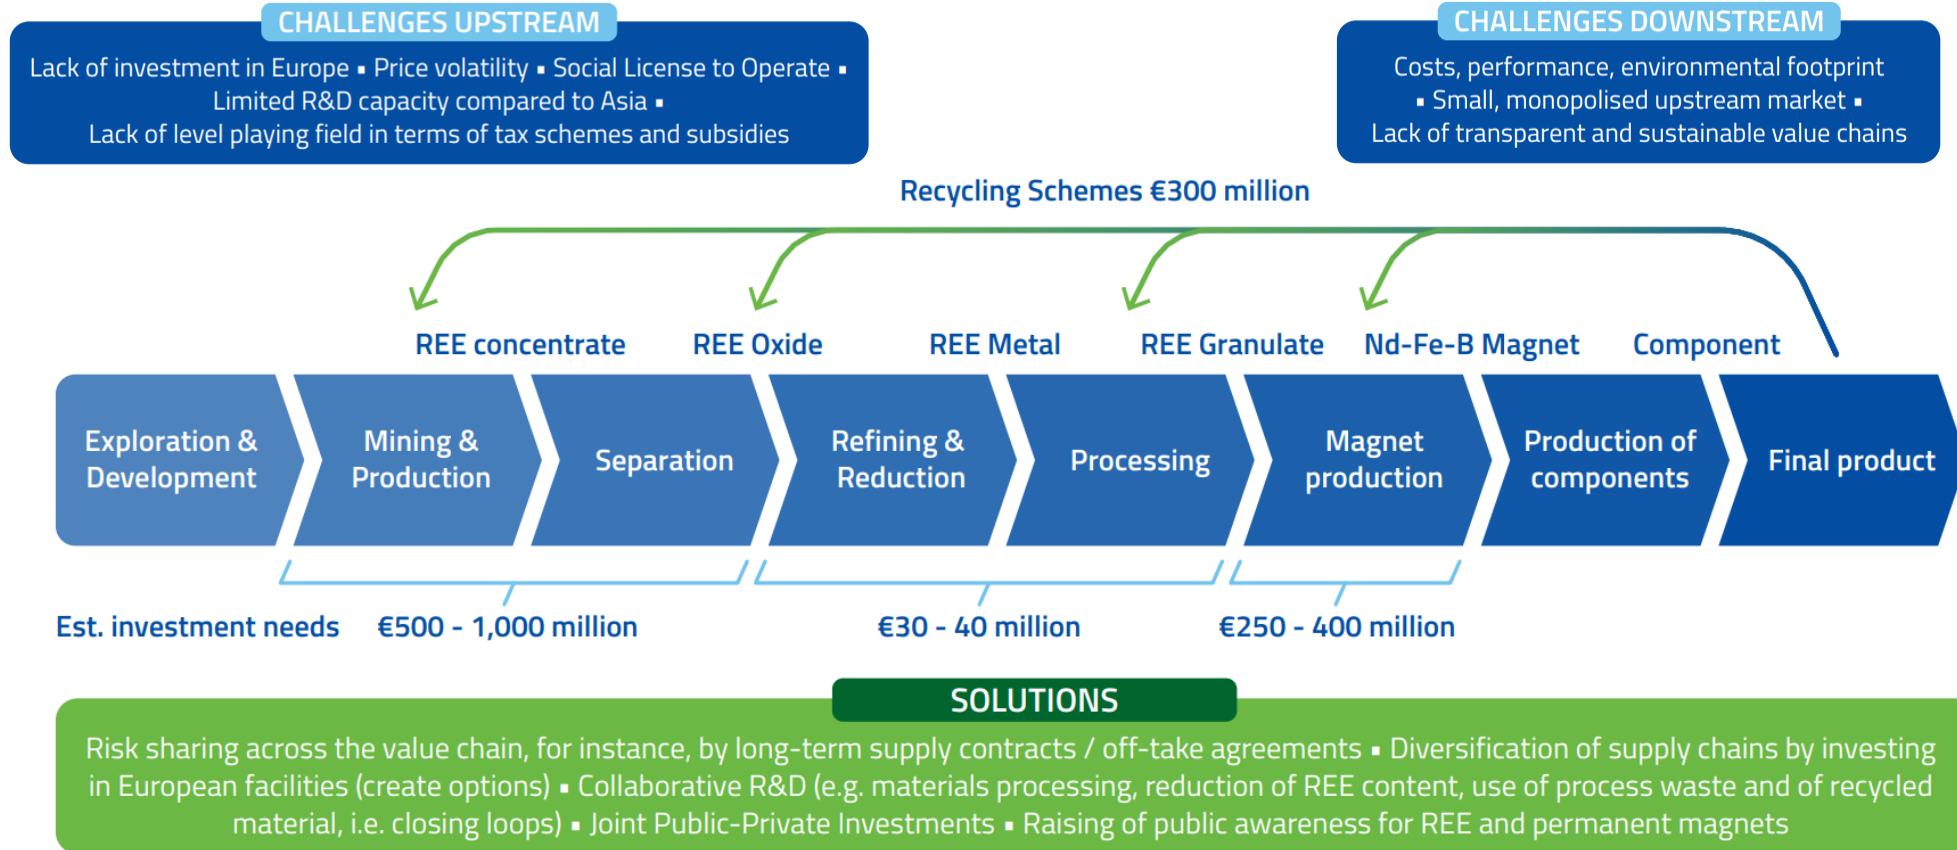 CHALLENGES UPSTREAM
Lack of investment in Europe ▪ Price volatility ▪ Social License to Operate ▪
Limited R&D capacity compared to Asia ▪
Lack of level playing field in terms of tax schemes and subsidies
CHALLENGES DOWNSTREAM
Costs, performance, environmental footprint
▪ Small, monopolised upstream market ▪
Lack of transparent and sustainable value chains
Recycling Schemes €300 million
REE concentrate
REE Oxide
REE Metal
REE Granulate
Nd-Fe-B Magnet
Component
Exploration &
Development
Mining &
Production
Separation
Refining &
Reduction
Processing
Magnet
production
Production of
components
Final product
Est. investment needs
€500 - 1,000 million
€30 - 40 million
€250 - 400 million
SOLUTIONS
Risk sharing across the value chain, for instance, by long-term supply contracts / off-take agreements ▪ Diversification of supply chains by investing
in European facilities (create options) ▪ Collaborative R&D (e.g. materials processing, reduction of REE content, use of process waste and of recycled
material, i.e. closing loops) ▪ Joint Public-Private Investments ▪ Raising of public awareness for REE and permanent magnets